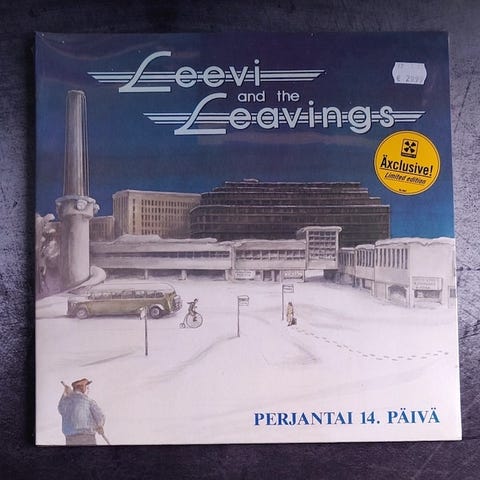 Leevi
and the
Leavings
Äxclusive!
Limited edition
PERJANTAI 14. PÄIVÄ